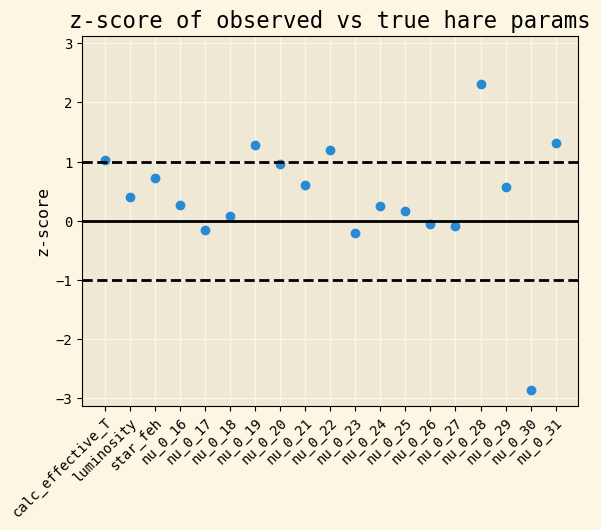 z-score of observed vs true hare params
z-score
3
2
1
0
−1
−2
−3
calc_effective_T
luminosity
star_feh
nu_0_16
nu_0_17
nu_0_18
nu_0_19
nu_0_20
nu_0_21
nu_0_22
nu_0_23
nu_0_24
nu_0_25
nu_0_26
nu_0_27
nu_0_28
nu_0_29
nu_0_30
nu_0_31